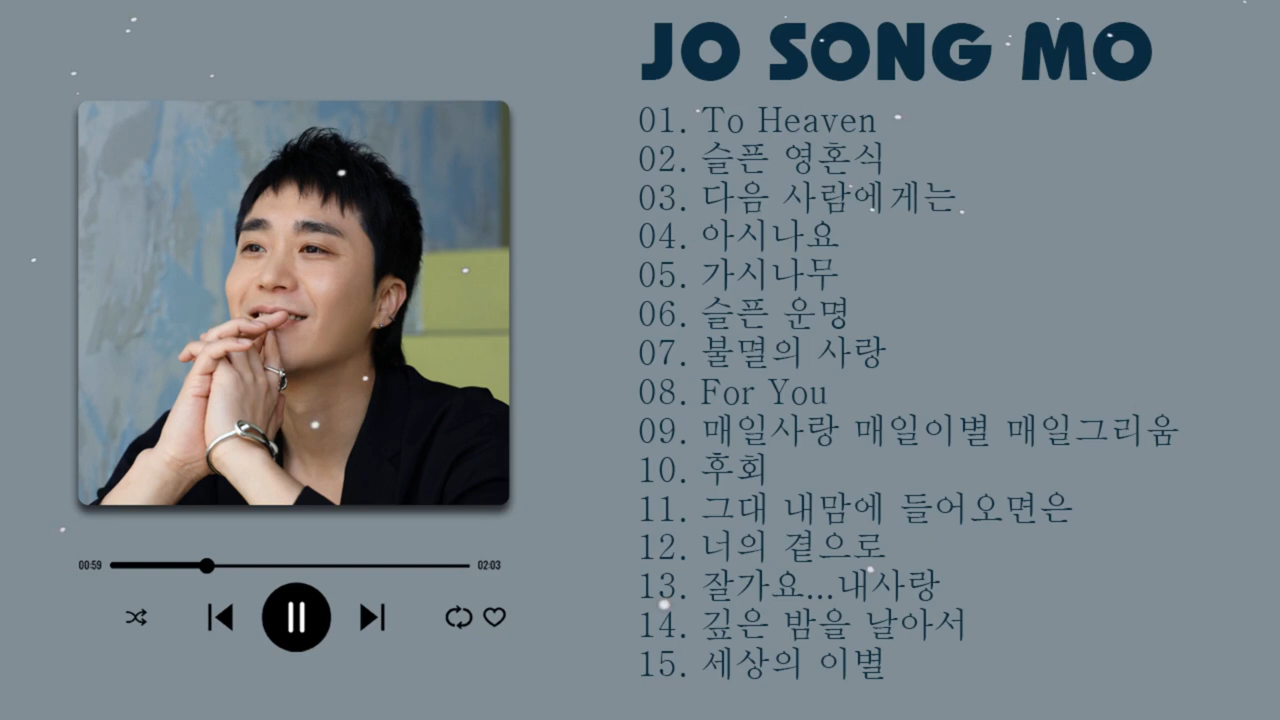 JO SONG MO
01. To Heaven
02. 슬픈 영혼식
03. 다음 사람에게는
04. 아시나요
05. 가시나무
06. 슬픈 운명
07. 불멸의 사랑
08. For You
09. 매일사랑 매일이별 매일그리움
10. 후회
11. 그대 내맘에 들어오면은
12. 너의 곁으로
13. 잘가요...내사랑
14. 깊은 밤을 날아서
15. 세상의 이별
00:59 02:03